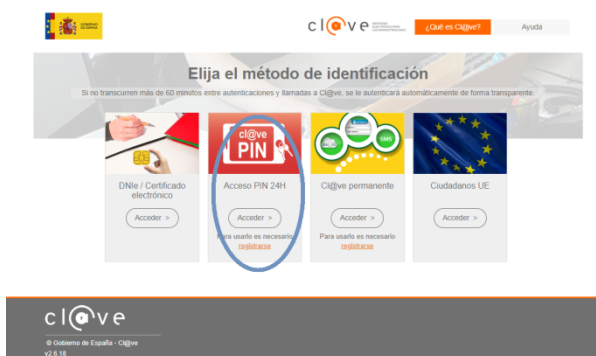 GOBIERNO
DE ESPAÑA
cl@ve
¿Qué es Cl@ve?
Ayuda
Elija el método de identificación
Si no transcurren más de 60 minutos entre autenticaciones y llamadas a Cl@ve, se le autenticará automáticamente de forma transparente.
cl@ve
PIN
SMS
DNIe / Certificado
electrónico
Acceso PIN 24H
Cl@ve permanente
Ciudadanos UE
Acceder >
Acceder >
Acceder >
Acceder >
Para usarlo es necesario
registrarse
Para usarlo es necesario
registrarse
cl@ve
© Gobierno de España - Cl@ve
v2.6.18